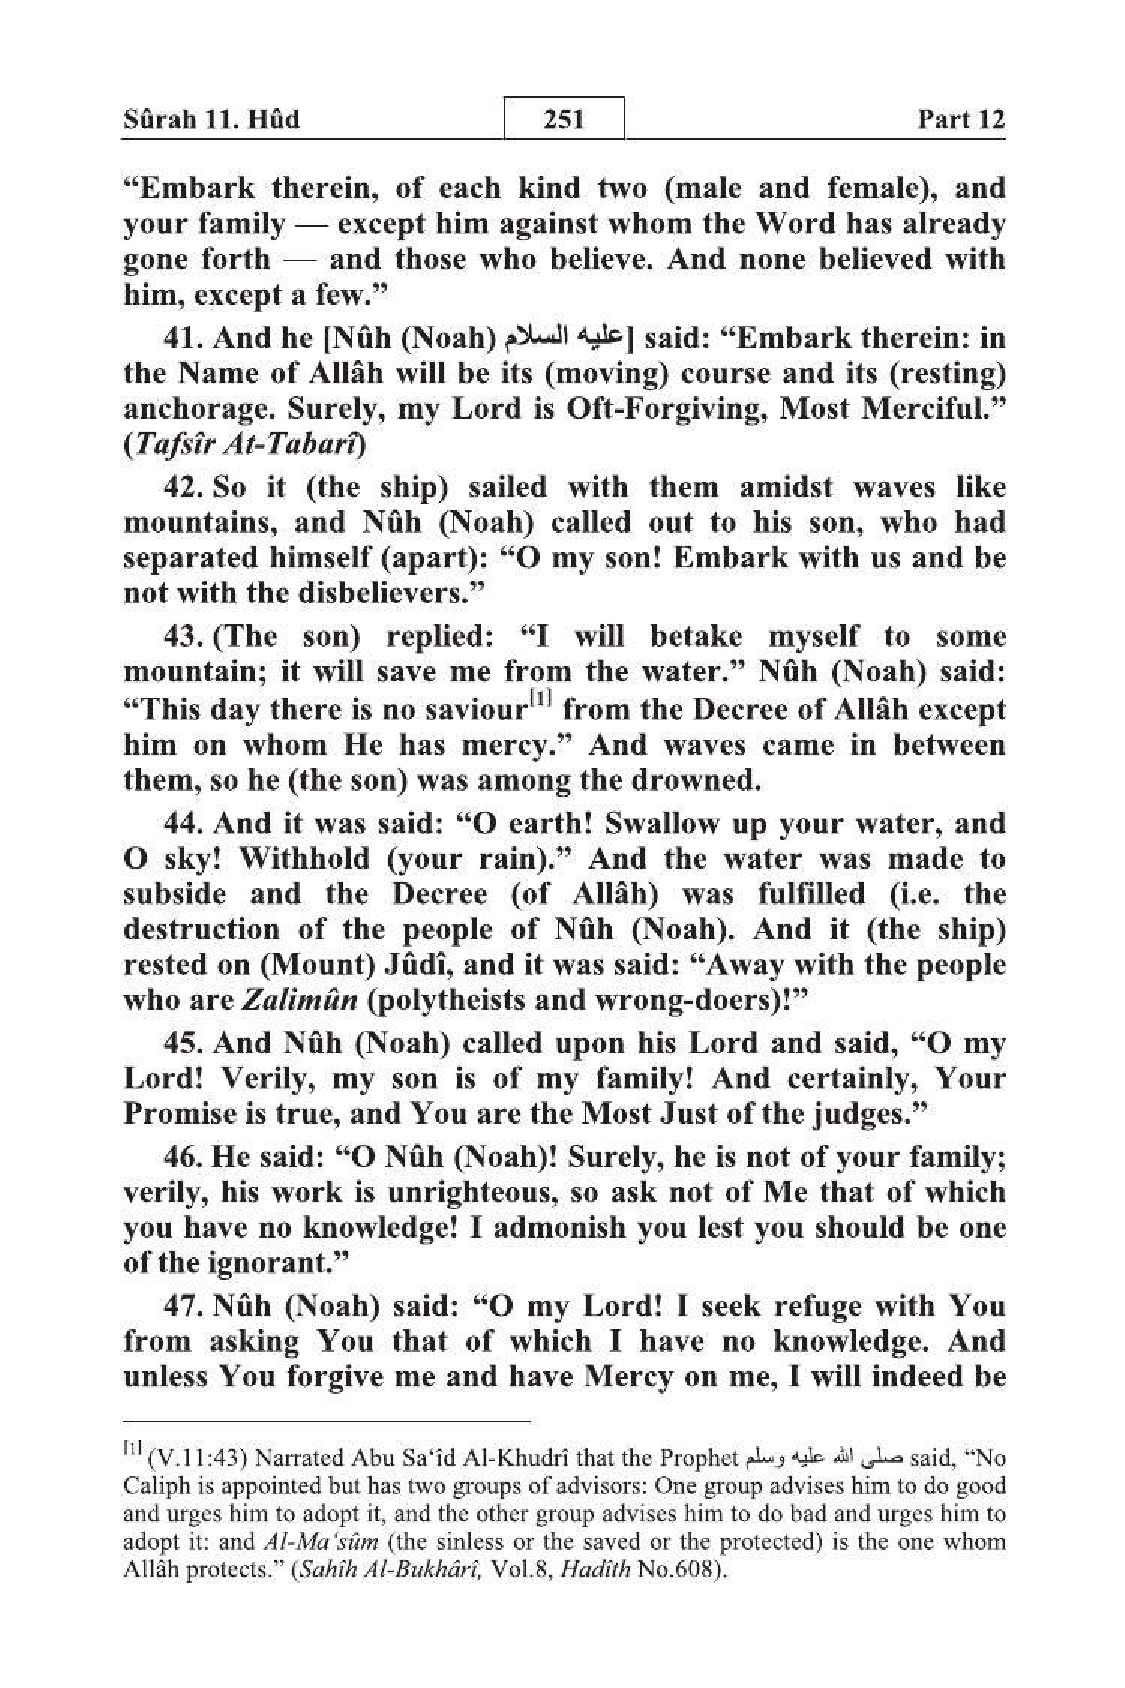 Sûrah 11. Hûd 251 Part 12
“Embark therein, of each kind two (male and female), and
your family — except him against whom the Word has already
gone forth — and those who believe. And none believed with
him, except a few.”
41. And he [Nûh (Noah) عليه السلام] said: “Embark therein: in
the Name of Allâh will be its (moving) course and its (resting)
anchorage. Surely, my Lord is Oft-Forgiving, Most Merciful.”
(Tafsîr At-Tabarî)
42. So it (the ship) sailed with them amidst waves like
mountains, and Nûh (Noah) called out to his son, who had
separated himself (apart): “O my son! Embark with us and be
not with the disbelievers.”
43. (The son) replied: “I will betake myself to some
mountain; it will save me from the water.” Nûh (Noah) said:
“This day there is no saviour[1] from the Decree of Allâh except
him on whom He has mercy.” And waves came in between
them, so he (the son) was among the drowned.
44. And it was said: “O earth! Swallow up your water, and
O sky! Withhold (your rain).” And the water was made to
subside and the Decree (of Allâh) was fulfilled (i.e. the
destruction of the people of Nûh (Noah). And it (the ship)
rested on (Mount) Jûdî, and it was said: “Away with the people
who are Zalimûn (polytheists and wrong-doers)!”
45. And Nûh (Noah) called upon his Lord and said, “O my
Lord! Verily, my son is of my family! And certainly, Your
Promise is true, and You are the Most Just of the judges.”
46. He said: “O Nûh (Noah)! Surely, he is not of your family;
verily, his work is unrighteous, so ask not of Me that of which
you have no knowledge! I admonish you lest you should be one
of the ignorant.”
47. Nûh (Noah) said: “O my Lord! I seek refuge with You
from asking You that of which I have no knowledge. And
unless You forgive me and have Mercy on me, I will indeed be
[1] (V.11:43) Narrated Abu Sa‘îd Al-Khudrî that the Prophet صلى الله عليه وسلم said, “No
Caliph is appointed but has two groups of advisors: One group advises him to do good
and urges him to adopt it, and the other group advises him to do bad and urges him to
adopt it: and Al-Ma‘sûm (the sinless or the saved or the protected) is the one whom
Allâh protects.” (Sahîh Al-Bukhârî, Vol.8, Hadîth No.608).